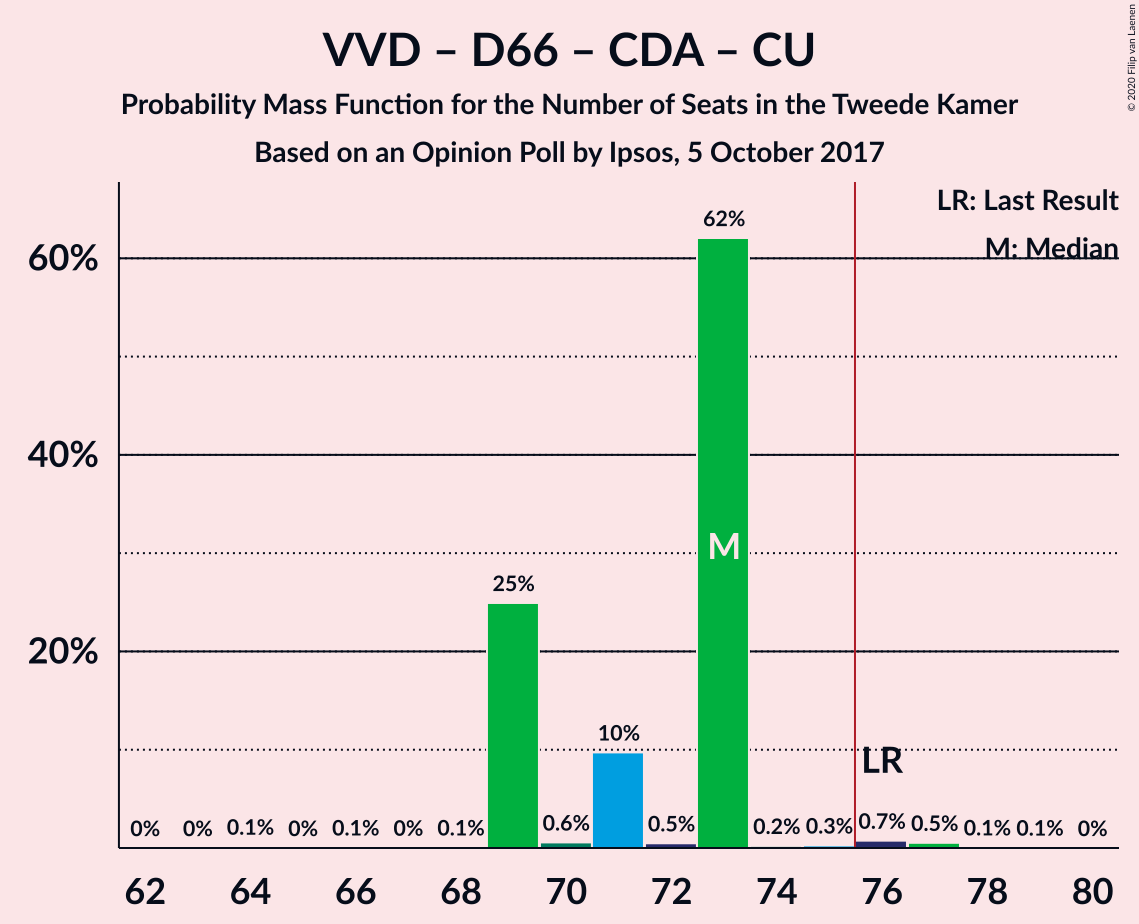 VVD – D66 – CDA – CU
Probability Mass Function for the Number of Seats in the Tweede Kamer
Based on an Opinion Poll by Ipsos, 5 October 2017
© 2020 Filip van Laenen
LR: Last Result
M: Median
60%
40%
20%
62%
M
25%
10%
LR
0% 0% 0.1% 0% 0.1% 0% 0.1% 0.6% 0.5% 0.2% 0.3% 0.7% 0.5% 0.1% 0.1% 0%
62 64 66 68 70 72 74 76 78 80